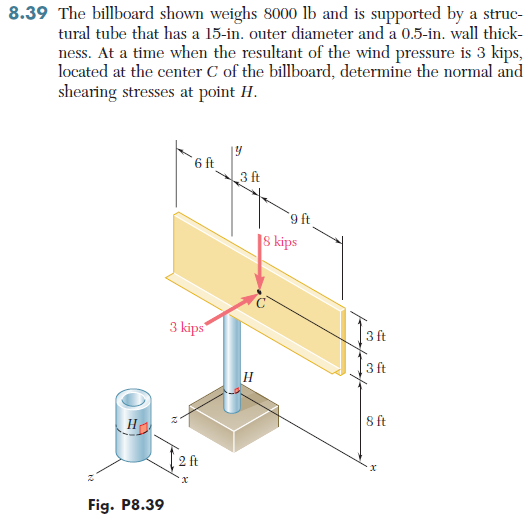 8.39 The billboard shown weighs 8000 lb and is supported by a struc-
tural tube that has a 15-in. outer diameter and a 0.5-in. wall thick-
ness. At a time when the resultant of the wind pressure is 3 kips,
located at the center C of the billboard, determine the normal and
shearing stresses at point H.
y
6 ft
3 ft
9 ft
8 kips
C
3 kips
3 ft
3 ft
H
H
z
8 ft
2 ft
x
z
x
Fig. P8.39